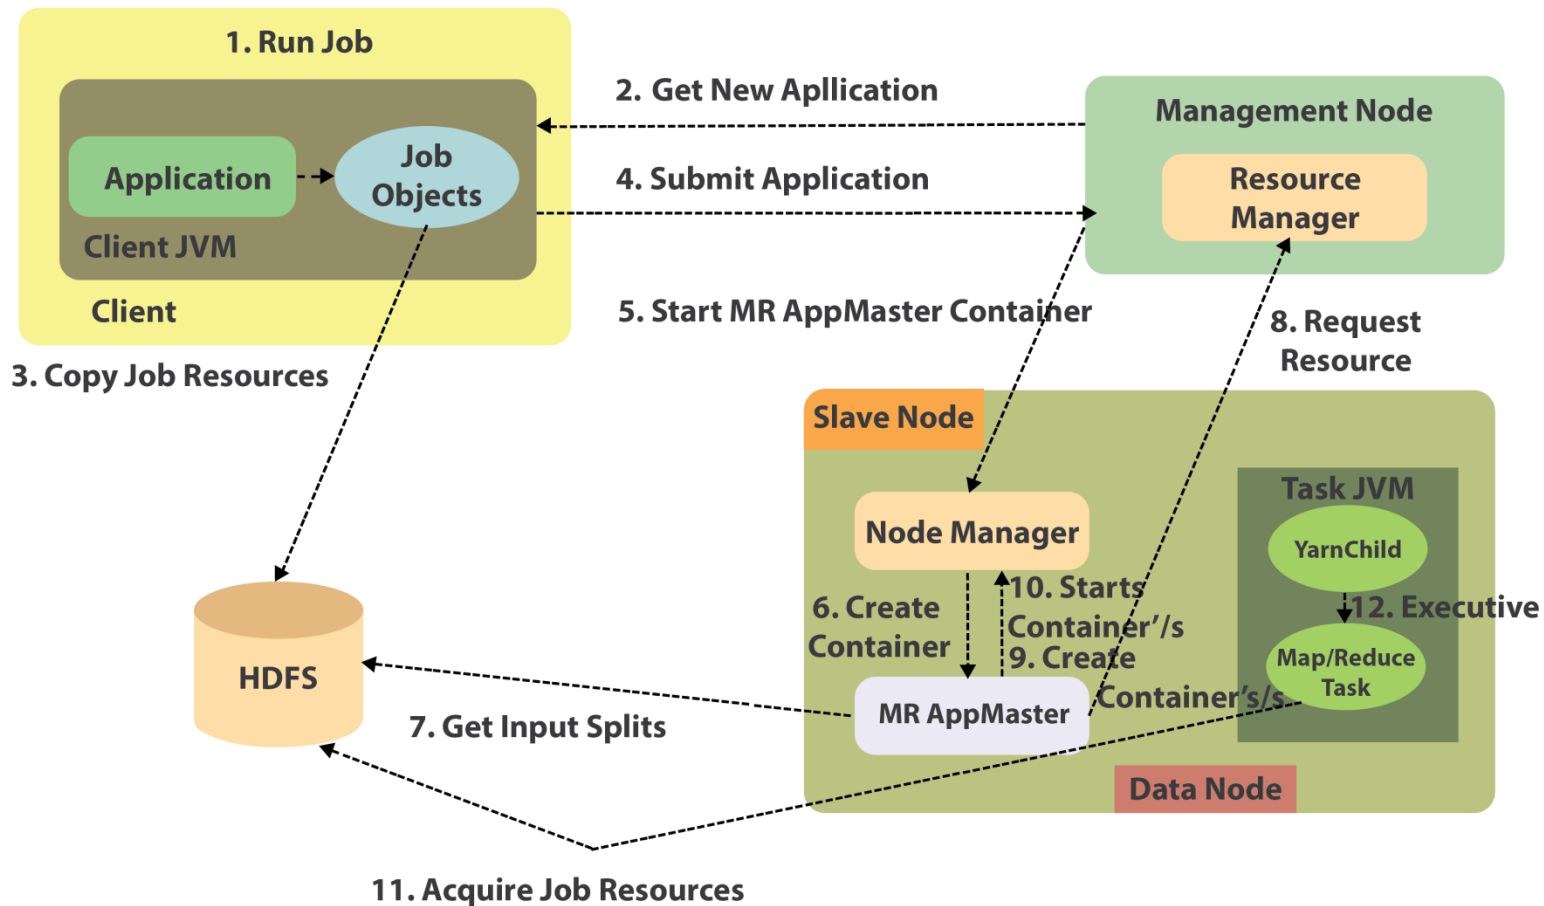 1. Run Job
2. Get New Apllication
Management Node
Application
Job
Objects
4. Submit Application
Resource
Manager
Client JVM
Client
5. Start MR AppMaster Container
8. Request
Resource
3. Copy Job Resources
Slave Node
Task JVM
Node Manager
YarnChild
10. Starts
Container'/s
6. Create
Container
12. Executive
9. Create
Container's/s
Map/Reduce
Task
HDFS
MR AppMaster
7. Get Input Splits
Data Node
11. Acquire Job Resources